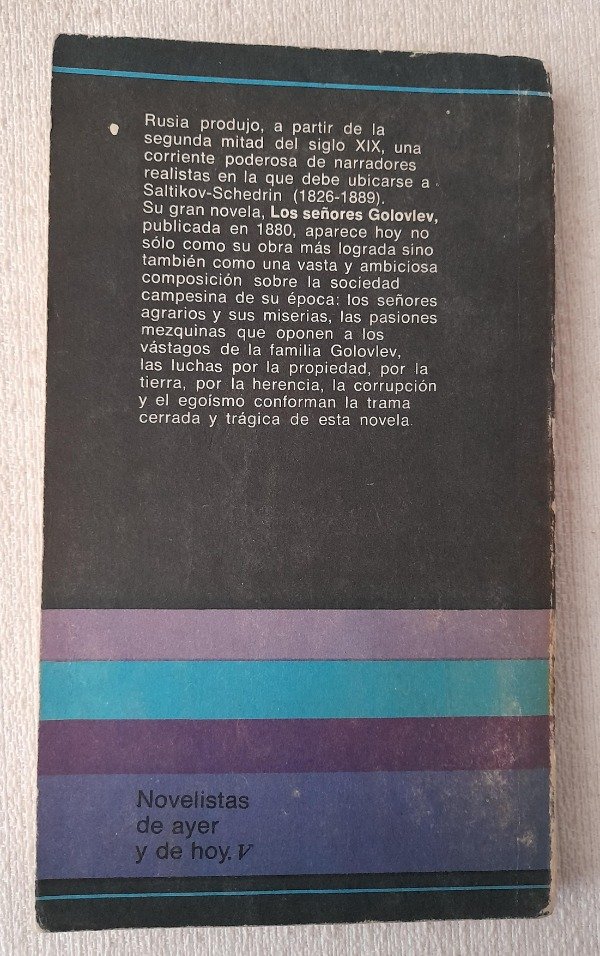 Rusia produjo, a partir de la
segunda mitad del siglo XIX, una
corriente poderosa de narradores
realistas en la que debe ubicarse a
Saltikov-Schedrin (1826-1889).
Su gran novela, Los señores Golovlev,
publicada en 1880, aparece hoy no
sólo como su obra más lograda sino
también como una vasta y ambiciosa
composición sobre la sociedad
campesina de su época: los señores
agrarios y sus miserias, las pasiones
mezquinas que oponen a los
vástagos de la familia Golovlev,
las luchas por la propiedad, por la
tierra, por la herencia, la corrupción
y el egoísmo conforman la trama
cerrada y trágica de esta novela.
Novelistas
de ayer
y de hoy. V